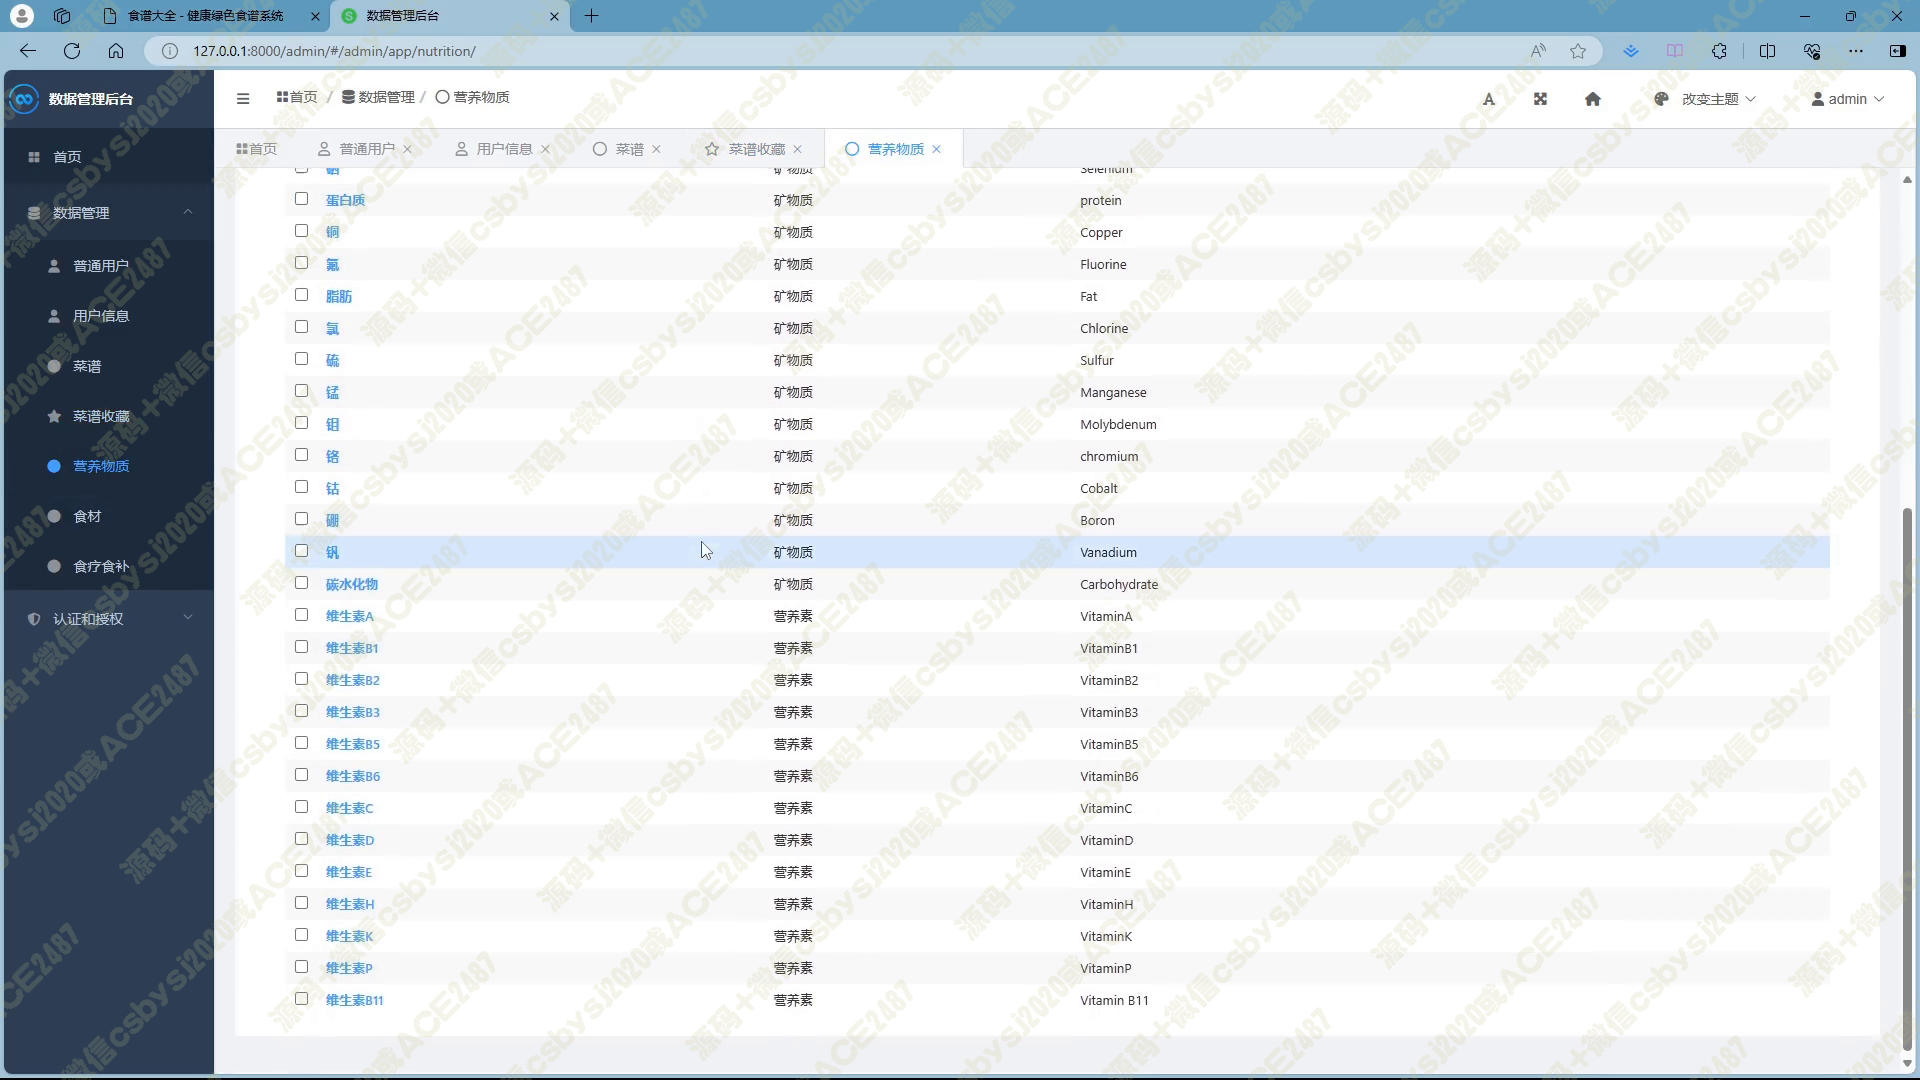 食谱大全 - 健康绿色食谱系统
数据管理后台
127.0.0.1:8000/admin/#/admin/app/nutrition/
数据管理后台
首页 / 数据管理 / 营养物质
改变主题
admin
首页
普通用户
用户信息
菜谱
菜谱收藏
营养物质
首页
数据管理
普通用户
用户信息
菜谱
菜谱收藏
营养物质
食材
食疗食补
认证和授权
硒 矿物质 Selenium
蛋白质 矿物质 protein
铜 矿物质 Copper
氟 矿物质 Fluorine
脂肪 矿物质 Fat
氯 矿物质 Chlorine
硫 矿物质 Sulfur
锰 矿物质 Manganese
钼 矿物质 Molybdenum
铬 矿物质 chromium
钴 矿物质 Cobalt
硼 矿物质 Boron
钒 矿物质 Vanadium
碳水化物 矿物质 Carbohydrate
维生素A 营养素 VitaminA
维生素B1 营养素 VitaminB1
维生素B2 营养素 VitaminB2
维生素B3 营养素 VitaminB3
维生素B5 营养素 VitaminB5
维生素B6 营养素 VitaminB6
维生素C 营养素 VitaminC
维生素D 营养素 VitaminD
维生素E 营养素 VitaminE
维生素H 营养素 VitaminH
维生素K 营养素 VitaminK
维生素P 营养素 VitaminP
维生素B11 营养素 Vitamin B11
源码+微信csbysj2020或ACE2487